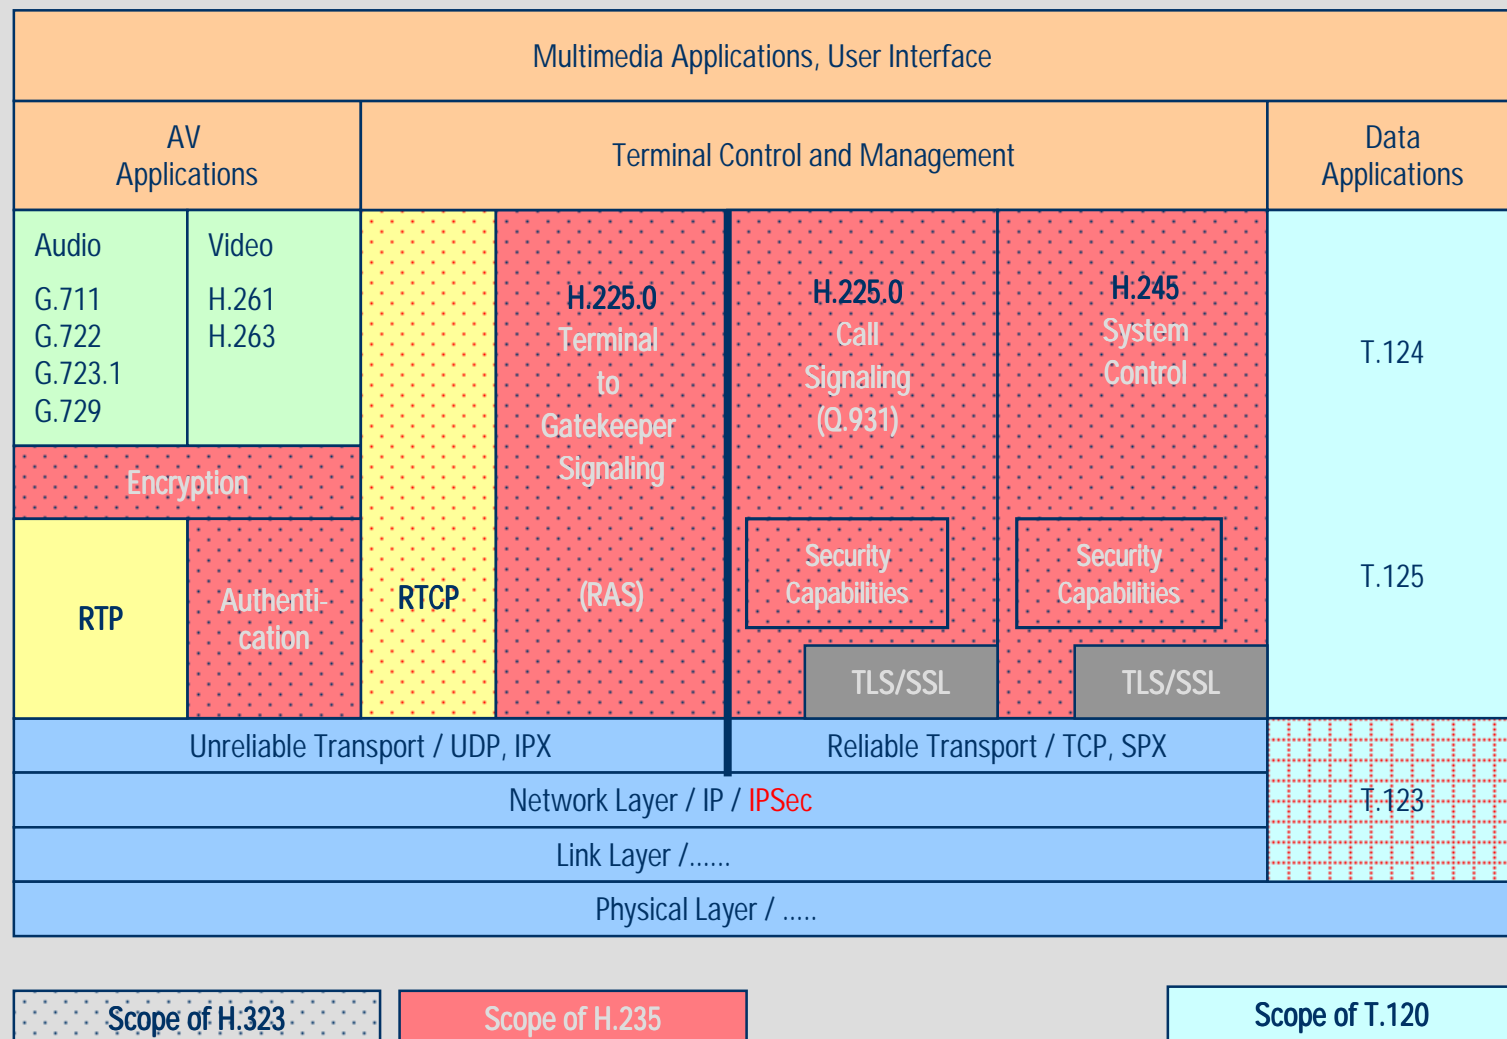 Multimedia Applications, User Interface
AV
Applications
Terminal Control and Management
Data
Applications
Audio
G.711
G.722
G.723.1
G.729
Video
H.261
H.263
Encryption
RTP
Authenti-
cation
RTCP
H.225.0
Terminal
to
Gatekeeper
Signaling
(RAS)
H.225.0
Call
Signaling
(Q.931)
Security
Capabilities
TLS/SSL
H.245
System
Control
Security
Capabilities
TLS/SSL
T.124
T.125
Unreliable Transport / UDP, IPX
Reliable Transport / TCP, SPX
Network Layer / IP / IPSec
T.123
Link Layer /......
Physical Layer / .....
Scope of H.323
Scope of H.235
Scope of T.120